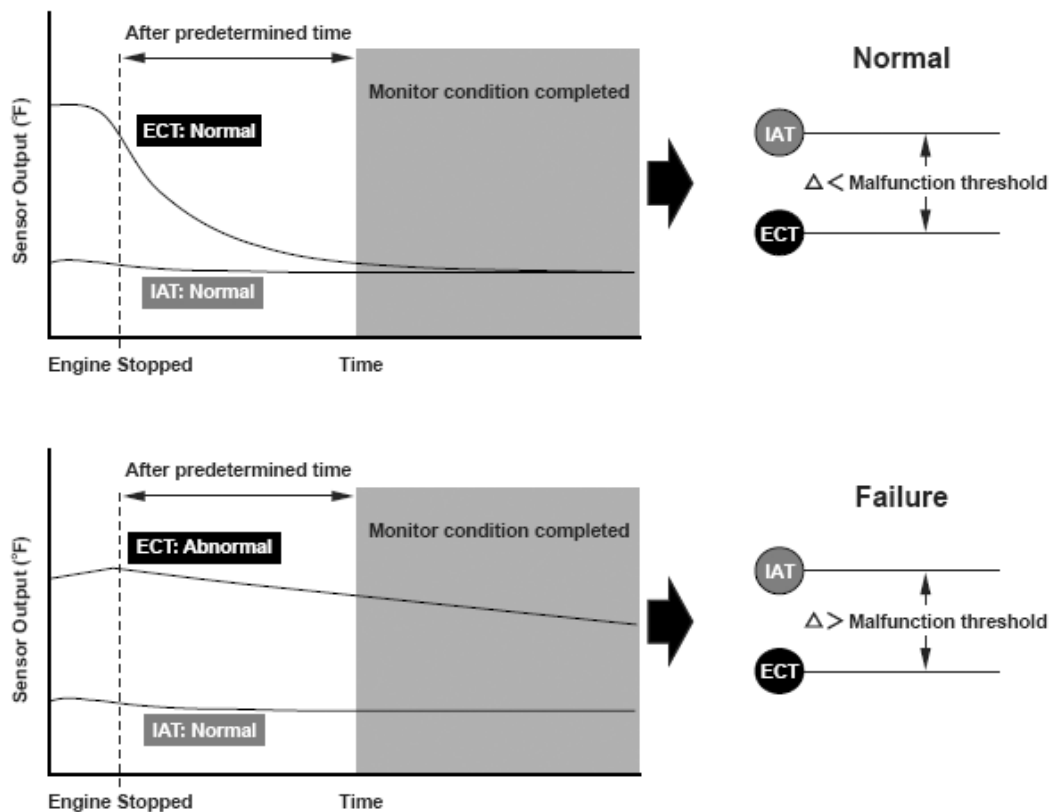 After predetermined time
Normal
Monitor condition completed
IAT
ECT: Normal
Sensor Output (°F)
△< Malfunction threshold
ECT
IAT: Normal
Engine Stopped
Time
After predetermined time
Failure
Monitor condition completed
ECT: Abnormal
IAT
Sensor Output (°F)
△> Malfunction threshold
ECT
IAT: Normal
Engine Stopped
Time